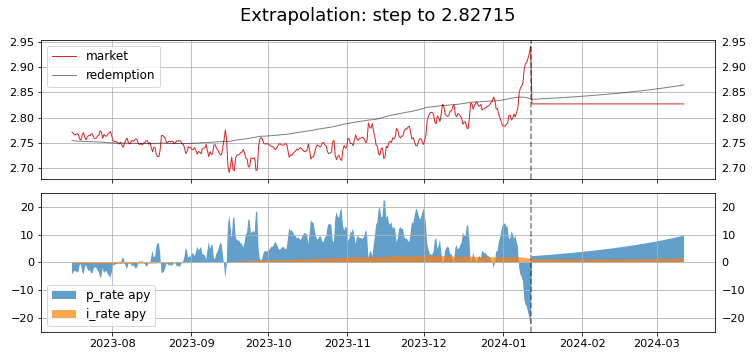 Extrapolation: step to 2.82715
2.95 2.95
market
redemption
2.90 2.90
2.85 2.85
2.80 2.80
2.75 2.75
2.70 2.70
20 20
10 10
0 0
−10 −10
p_rate apy
i_rate apy
−20 −20
2023-08 2023-09 2023-10 2023-11 2023-12 2024-01 2024-02 2024-03